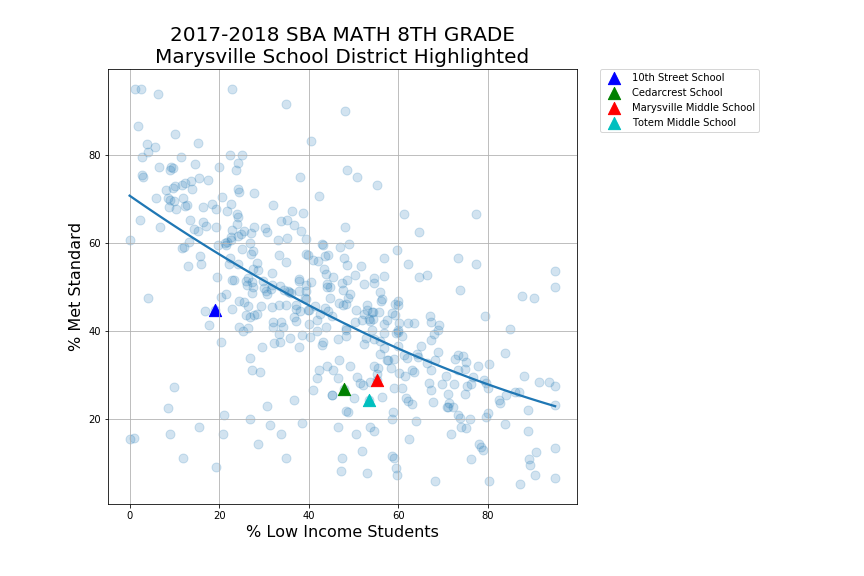 2017-2018 SBA MATH 8TH GRADE
Marysville School District Highlighted
10th Street School
Cedarcrest School
Marysville Middle School
Totem Middle School
% Met Standard
80
60
40
20
0 20 40 60 80
% Low Income Students